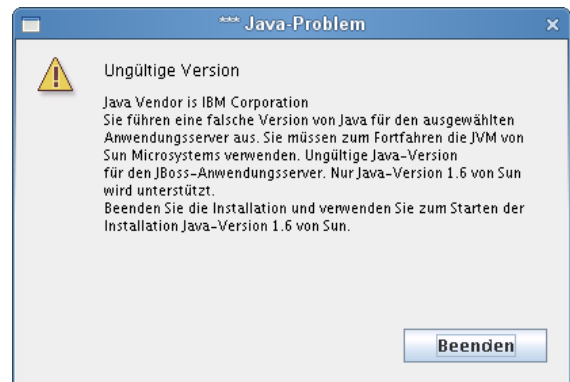 *** Java-Problem
Ungültige Version
Java Vendor is IBM Corporation
Sie führen eine falsche Version von Java für den ausgewählten
Anwendungsserver aus. Sie müssen zum Fortfahren die JVM von
Sun Microsystems verwenden. Ungültige Java-Version
für den JBoss-Anwendungsserver. Nur Java-Version 1.6 von Sun
wird unterstützt.
Beenden Sie die Installation und verwenden Sie zum Starten der
Installation Java-Version 1.6 von Sun.
Beenden